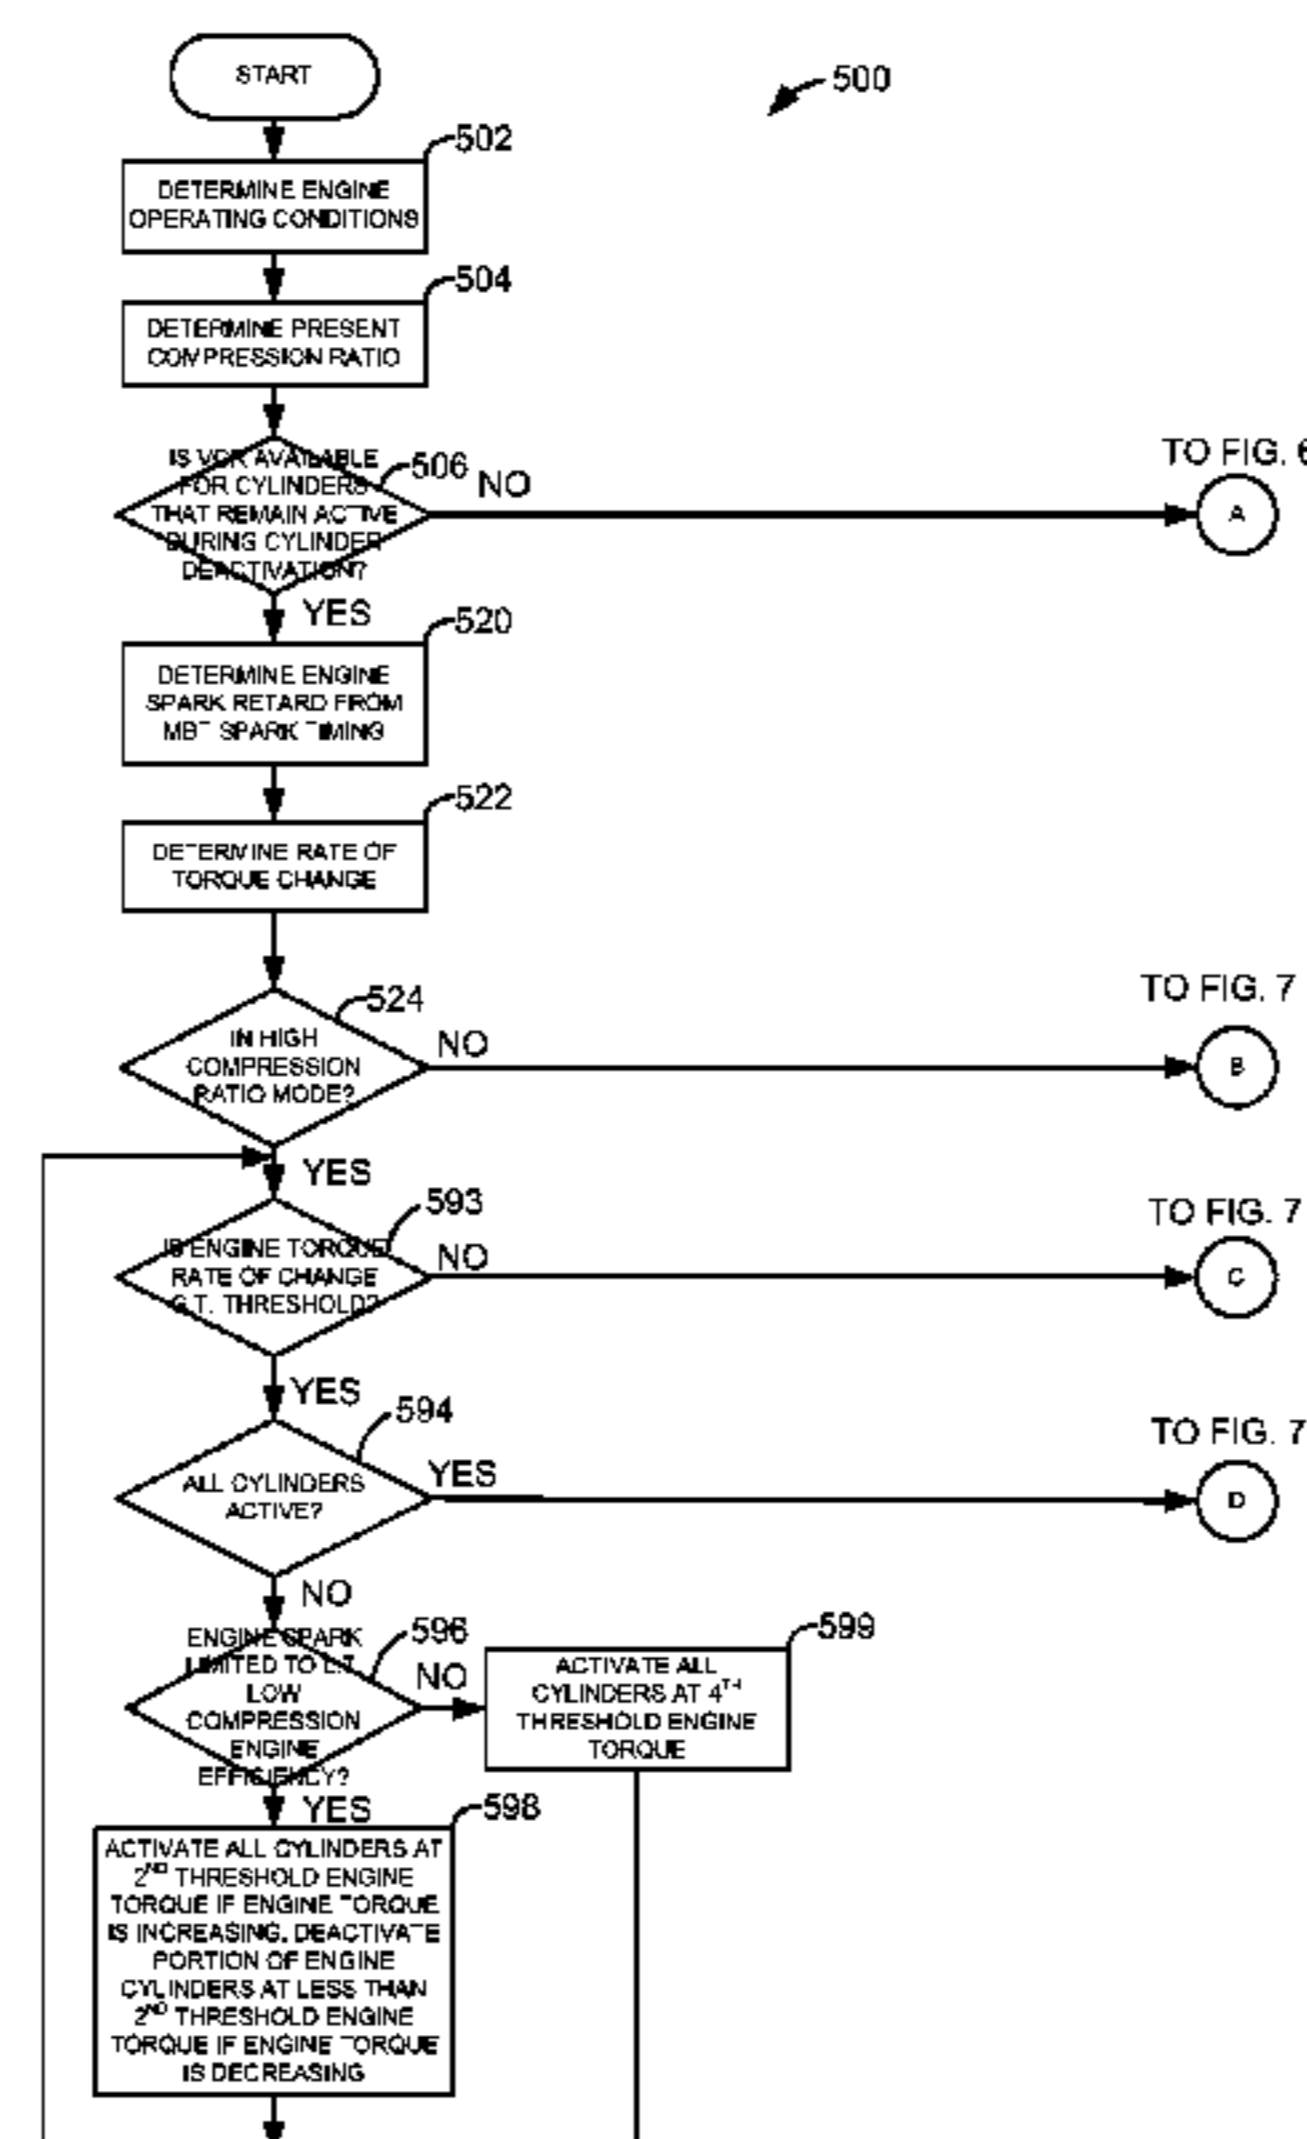 START
500
502
DETERMINE ENGINE
OPERATING CONDITIONS
504
DETERMINE PRESENT
COMPRESSION RATIO
IS VCR AVAILABLE
FOR CYLINDERS
THAT REMAIN ACTIVE
DURING CYLINDER
DEACTIVATION?
506
NO
TO FIG. 6
A
YES
520
DETERMINE ENGINE
SPARK RETARD FROM
MBT SPARK TIMING
522
DETERMINE RATE OF
TORQUE CHANGE
524
IN HIGH
COMPRESSION
RATIO MODE?
NO
TO FIG. 7
B
YES
593
IS ENGINE TORQUE
RATE OF CHANGE
G.T. THRESHOLD?
NO
TO FIG. 7
C
YES
594
ALL CYLINDERS
ACTIVE?
YES
TO FIG. 7
D
NO
596
ENGINE SPARK
LIMITED TO L.T.
LOW
COMPRESSION
ENGINE
EFFICIENCY?
NO
599
ACTIVATE ALL
CYLINDERS AT 4TH
THRESHOLD ENGINE
TORQUE
YES
598
ACTIVATE ALL CYLINDERS AT
2ND THRESHOLD ENGINE
TORQUE IF ENGINE TORQUE
IS INCREASING. DEACTIVATE
PORTION OF ENGINE
CYLINDERS AT LESS THAN
2ND THRESHOLD ENGINE
TORQUE IF ENGINE TORQUE
IS DECREASING